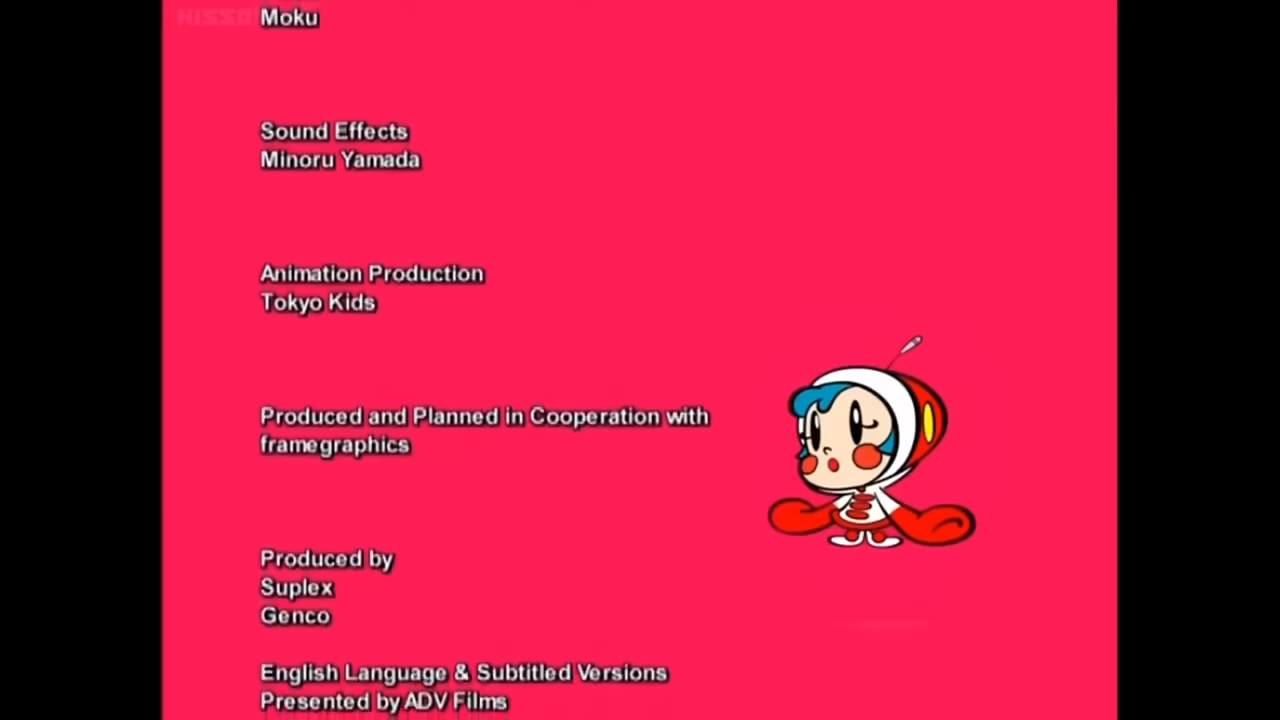 Moku
Sound Effects
Minoru Yamada
Animation Production
Tokyo Kids
Produced and Planned in Cooperation with
framegraphics
Produced by
Suplex
Genco
English Language & Subtitled Versions
Presented by ADV Films